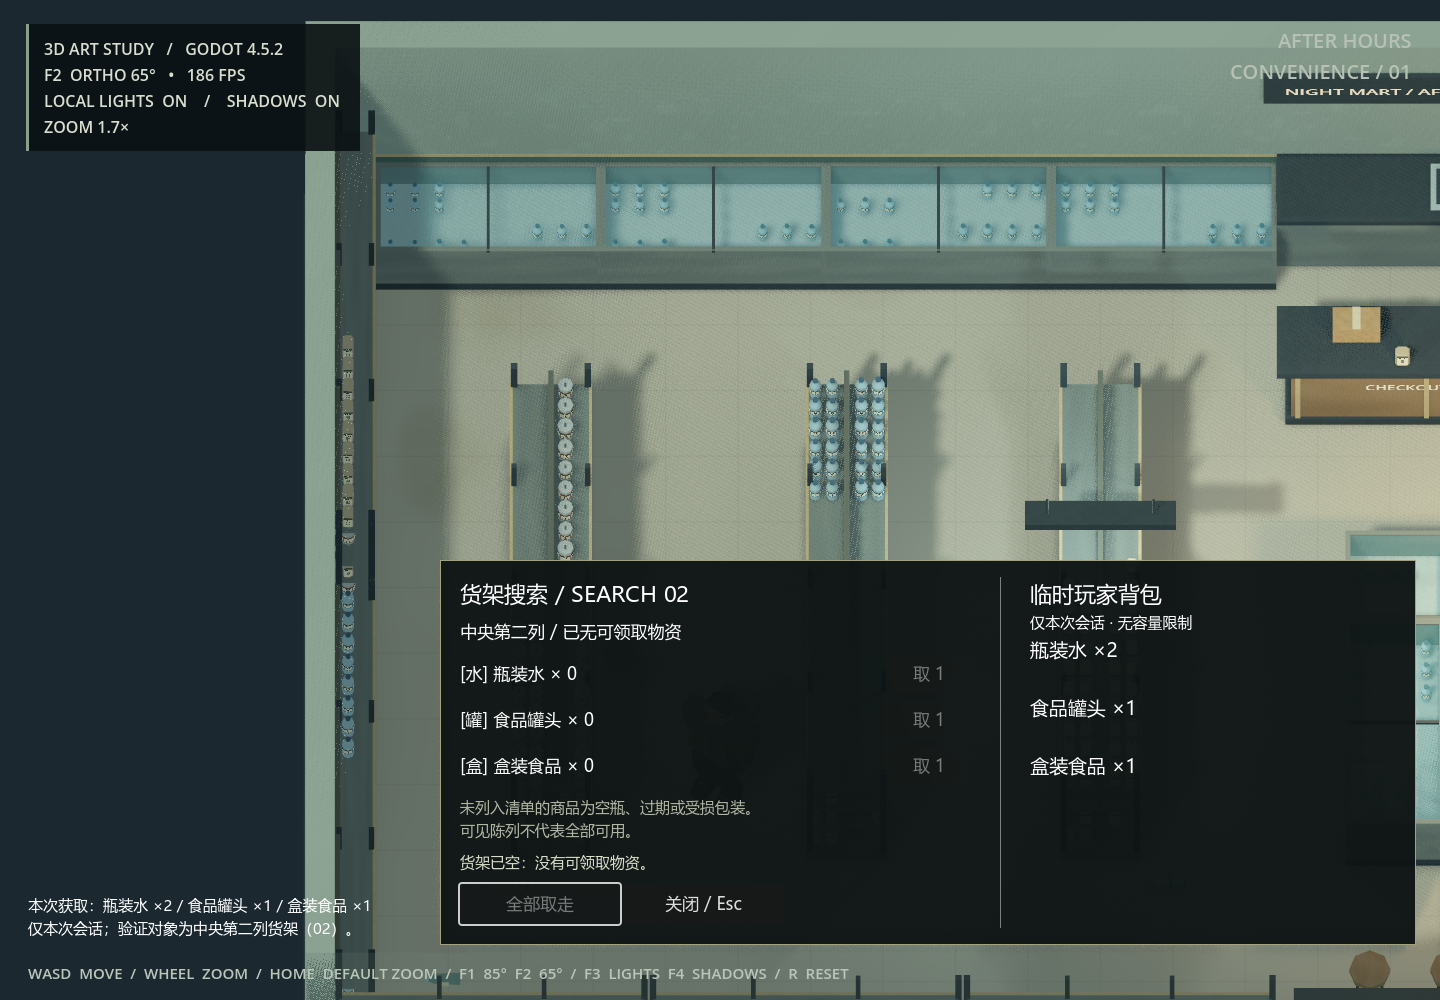 3D ART STUDY / GODOT 4.5.2
F2 ORTHO 65° • 186 FPS
LOCAL LIGHTS ON / SHADOWS ON
ZOOM 1.7×
AFTER HOURS
CONVENIENCE / 01
NIGHT MART / AF
CHECKOU
货架搜索 / SEARCH 02
中央第二列 / 已无可领取物资
[水] 瓶装水 × 0
取 1
[罐] 食品罐头 × 0
取 1
[盒] 盒装食品 × 0
取 1
未列入清单的商品为空瓶、过期或受损包装。
可见陈列不代表全部可用。
货架已空：没有可领取物资。
全部取走
关闭 / Esc
临时玩家背包
仅本次会话 · 无容量限制
瓶装水 ×2
食品罐头 ×1
盒装食品 ×1
本次获取：瓶装水 ×2 / 食品罐头 ×1 / 盒装食品 ×1
仅本次会话；验证对象为中央第二列货架（02）。
WASD MOVE / WHEEL ZOOM / HOME DEFAULT ZOOM / F1 85° F2 65° / F3 LIGHTS F4 SHADOWS / R RESET